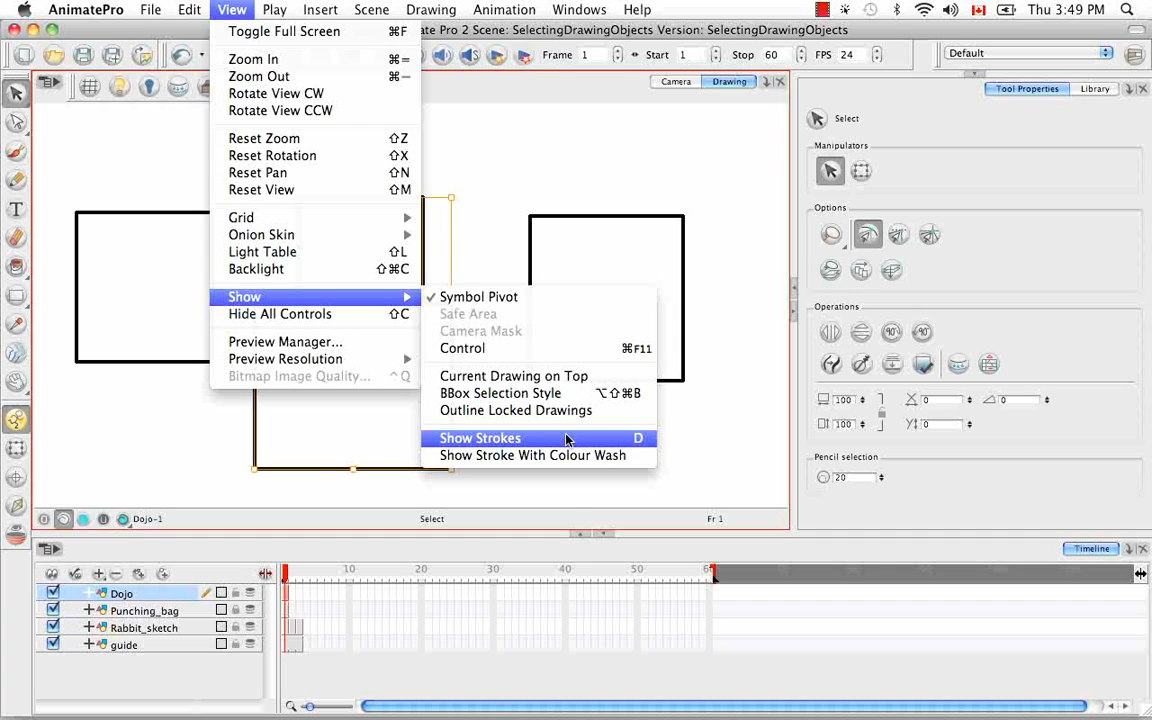 AnimatePro File Edit View Play Insert Scene Drawing Animation Windows Help Thu 3:49 PM
ate Pro 2 Scene: SelectingDrawingObjects Version: SelectingDrawingObjects
Frame 1 Start 1 Stop 60 FPS 24 Default
Toggle Full Screen ⌘F
Zoom In ⌘=
Zoom Out ⌘-
Rotate View CW
Rotate View CCW
Reset Zoom ⇧Z
Reset Rotation ⇧X
Reset Pan ⇧N
Reset View ⇧M
Grid
Onion Skin
Light Table ⇧L
Backlight ⇧⌘C
Show
Hide All Controls ⇧C
Preview Manager...
Preview Resolution
Bitmap Image Quality... ^Q
✓ Symbol Pivot
Safe Area
Camera Mask
Control ⌘F11
Current Drawing on Top
BBox Selection Style ⌥⇧⌘B
Outline Locked Drawings
Show Strokes D
Show Stroke With Colour Wash
Camera Drawing
Tool Properties Library
Select
Manipulators
Options
Operations
100 0 0
100 0
Pencil selection
20
Dojo-1 Select Fr 1
Timeline
10 20 30 40 50
Dojo
Punching_bag
Rabbit_sketch
guide